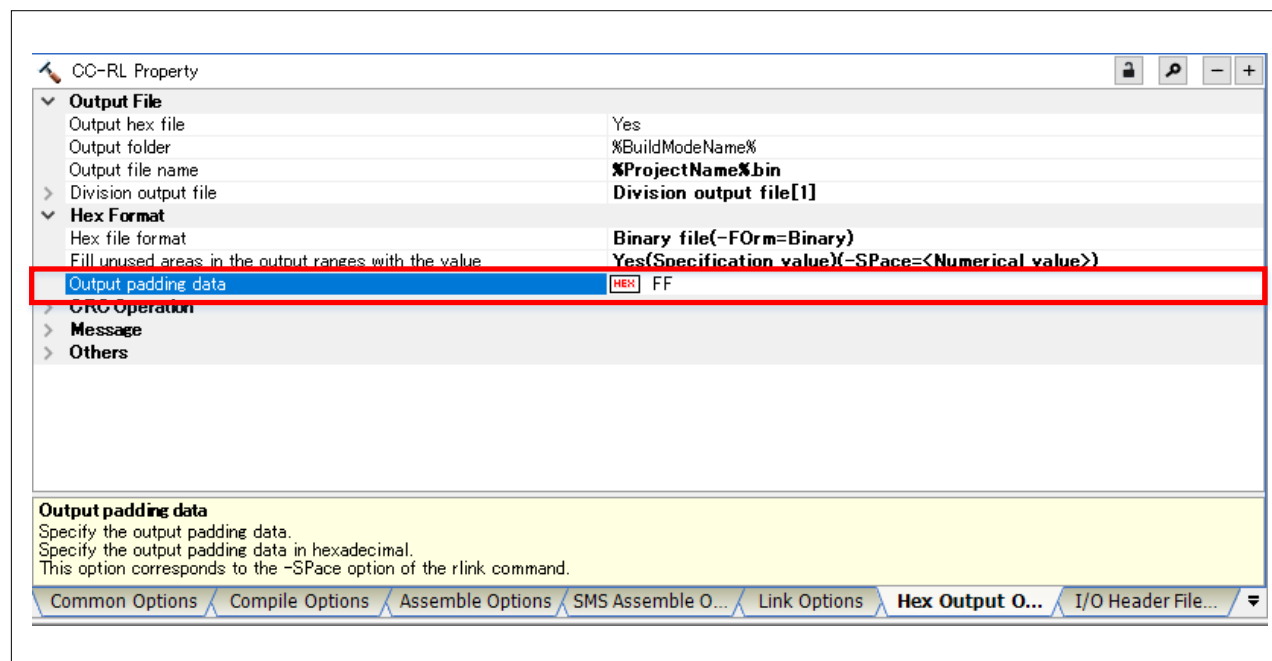 CC-RL Property
Output File
Output hex file Yes
Output folder %BuildModeName%
Output file name %ProjectName%.bin
Division output file Division output file[1]
Hex Format
Hex file format Binary file(-FOrm=Binary)
Fill unused areas in the output ranges with the value Yes(Specification value)(-SPace=<Numerical value>)
Output padding data HEX FF
CRC Operation
Message
Others
Output padding data
Specify the output padding data.
Specify the output padding data in hexadecimal.
This option corresponds to the -SPace option of the rlink command.
Common Options Compile Options Assemble Options SMS Assemble O... Link Options Hex Output O... I/O Header File...